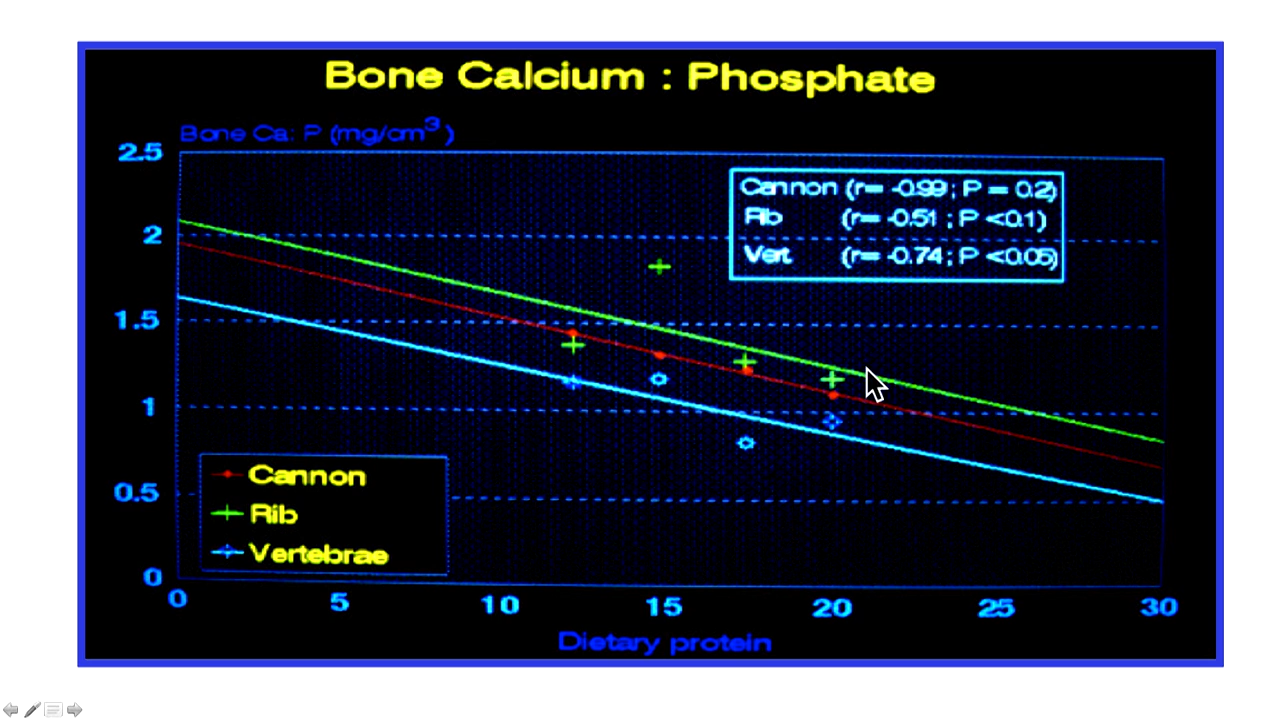 Bone Calcium : Phosphate
Bone Ca: P (mg/cm³)
2.5
2
1.5
1
0.5
0
Cannon (r= -0.99; P = 0.2)
Rib (r= -0.51 ; P <0.1)
Vert. (r= -0.74; P <0.05)
Cannon
Rib
Vertebrae
0 5 10 15 20 25 30
Dietary protein